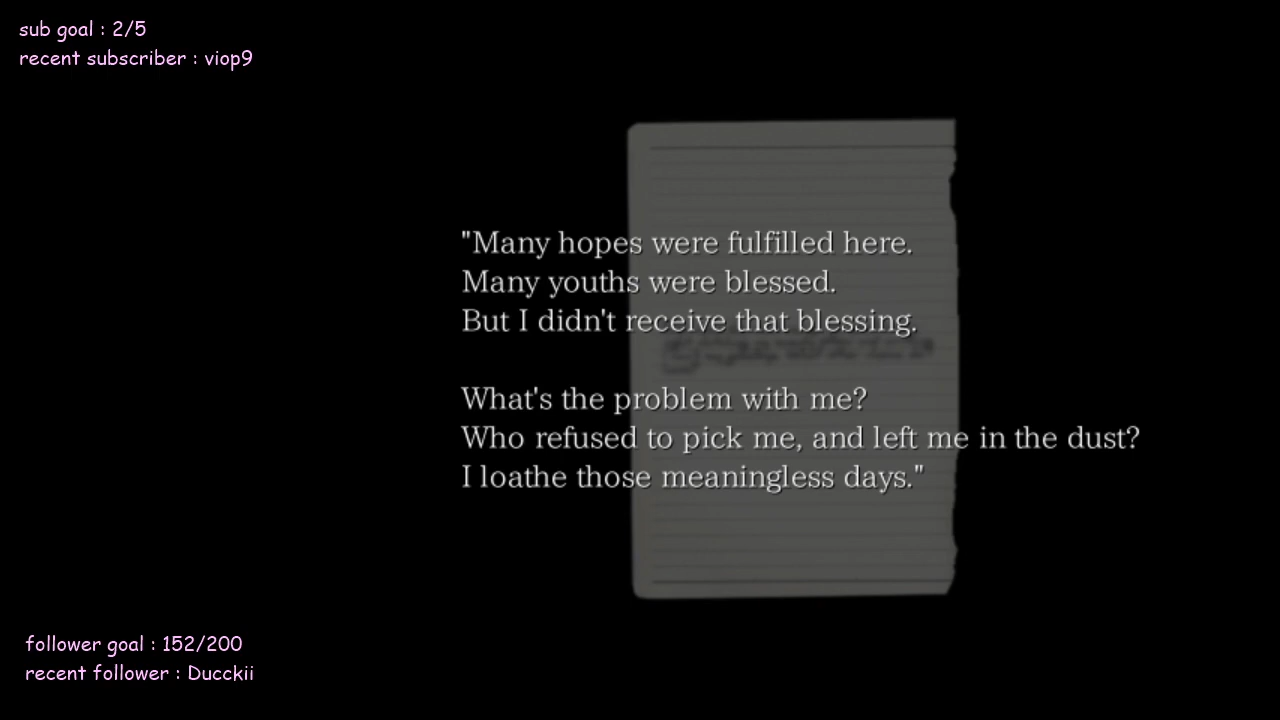 sub goal : 2/5
recent subscriber : viop9
"Many hopes were fulfilled here.
Many youths were blessed.
But I didn't receive that blessing.
What's the problem with me?
Who refused to pick me, and left me in the dust?
I loathe those meaningless days."
follower goal : 152/200
recent follower : Ducckii